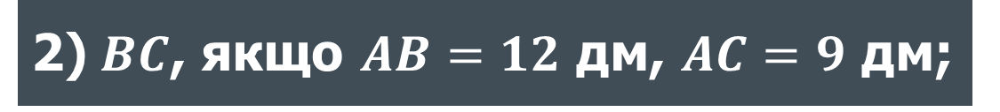 2) BC, якщо AB = 12 дм, AC = 9 дм;